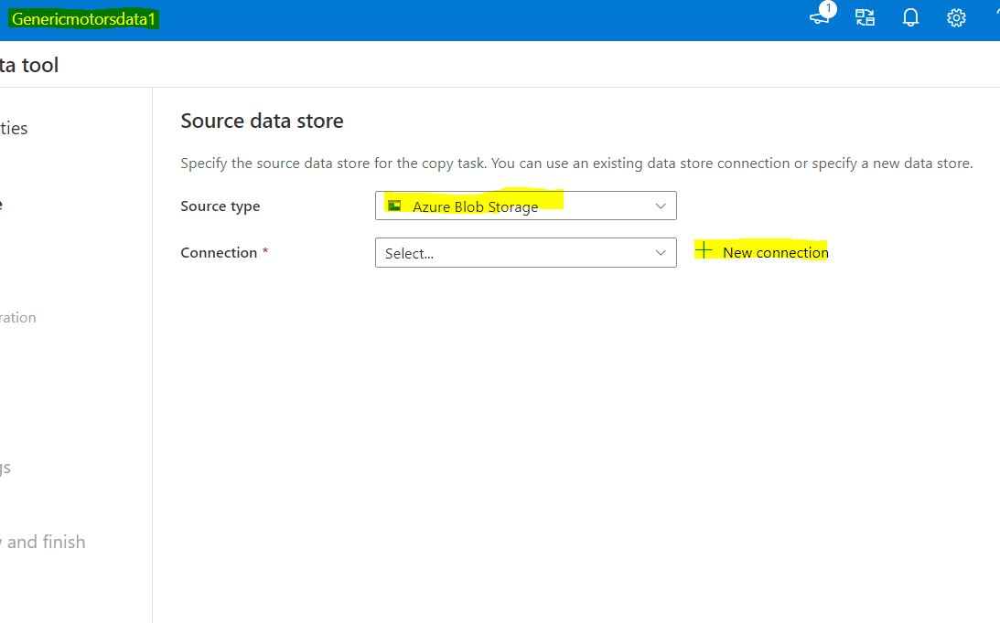 Genericmotorsdata1
1
ta tool
ties
Source data store
Specify the source data store for the copy task. You can use an existing data store connection or specify a new data store.
Source type
Azure Blob Storage
Connection *
Select...
New connection
ration
gs
and finish